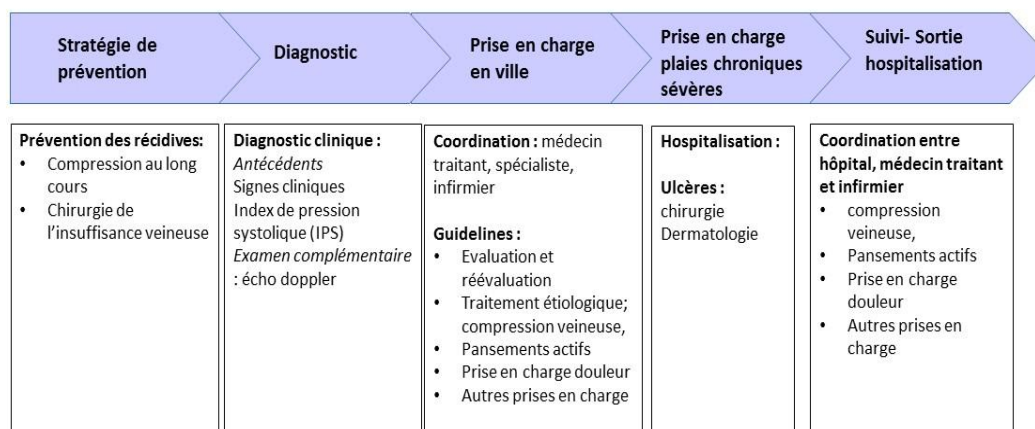 Stratégie de
prévention
Diagnostic
Prise en charge
en ville
Prise en charge
plaies chroniques
sévères
Suivi- Sortie
hospitalisation
Prévention des récidives:
• Compression au long
cours
• Chirurgie de
l'insuffisance veineuse
Diagnostic clinique :
Antécédents
Signes cliniques
Index de pression
systolique (IPS)
Examen complémentaire
: écho doppler
Coordination : médecin
traitant, spécialiste,
infirmier
Guidelines :
• Evaluation et
réévaluation
• Traitement étiologique;
compression veineuse,
• Pansements actifs
• Prise en charge douleur
• Autres prises en charge
Hospitalisation :
Ulcères :
chirurgie
Dermatologie
Coordination entre
hôpital, médecin traitant
et infirmier
• compression
veineuse,
• Pansements actifs
• Prise en charge
douleur
• Autres prises en
charge